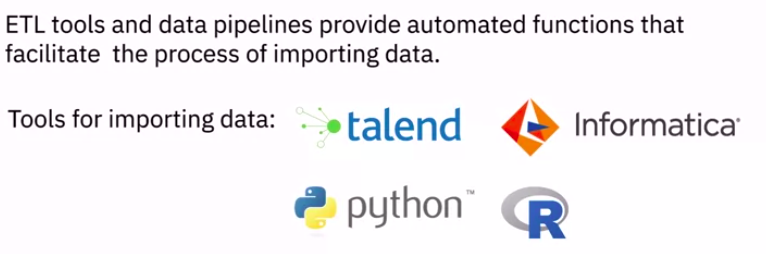 ETL tools and data pipelines provide automated functions that
facilitate the process of importing data.
Tools for importing data:
talend
Informatica
python™
R